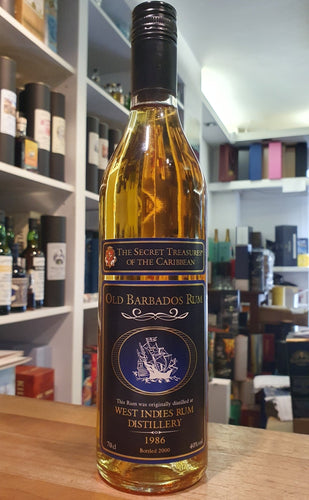 The Secret Treasures
of the Caribbean
Old Barbados Rum
This Rum was originally distilled at
West Indies Rum
Distillery
1986
70cl
40%vol
Bottled 2000